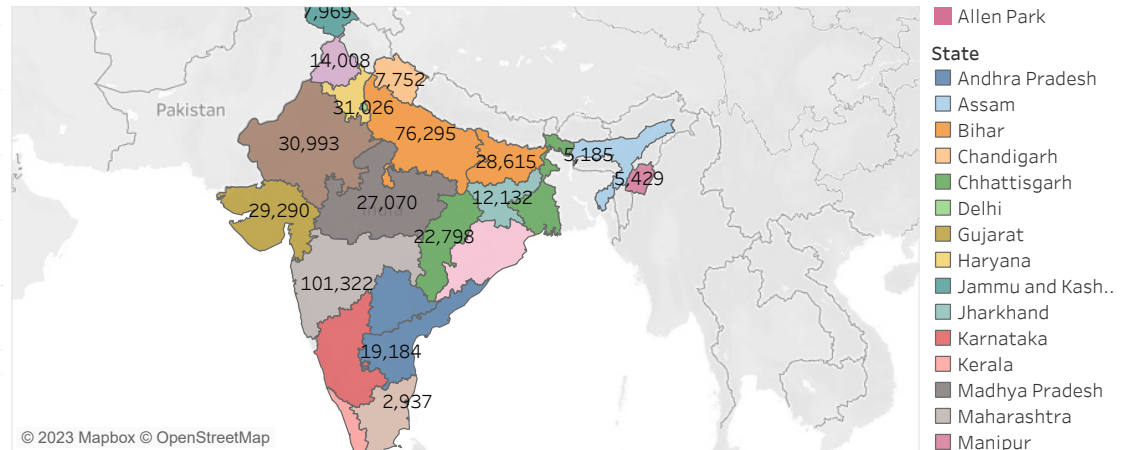 7,969
14,008
7,752
31,026
Pakistan
76,295
30,993
28,615
5,185
5,429
12,132
27,070
India
29,290
22,798
101,322
19,184
2,937
© 2023 Mapbox © OpenStreetMap
Allen Park
State
Andhra Pradesh
Assam
Bihar
Chandigarh
Chhattisgarh
Delhi
Gujarat
Haryana
Jammu and Kash..
Jharkhand
Karnataka
Kerala
Madhya Pradesh
Maharashtra
Manipur